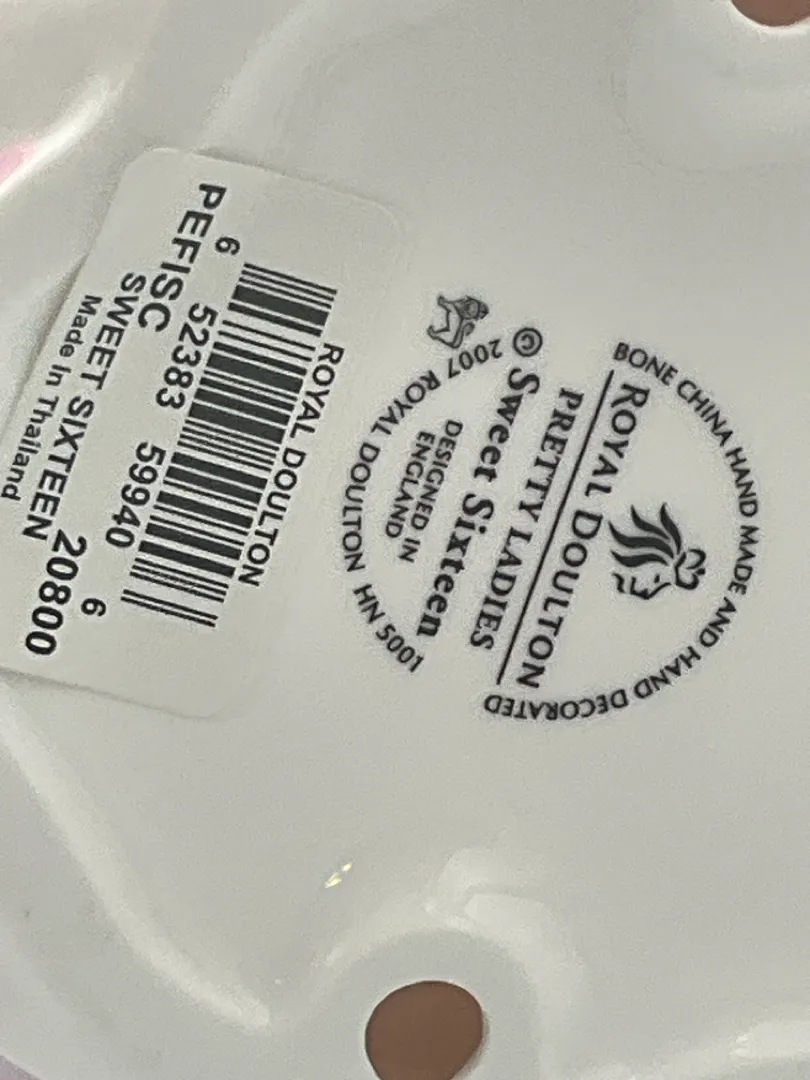 BONE CHINA HAND MADE AND HAND DECORATED
ROYAL DOULTON
PRETTY LADIES
© Sweet Sixteen
DESIGNED IN
ENGLAND
2007 ROYAL DOULTON HN 5001
ROYAL DOULTON
6 52383 59940 6
PEFISC 20800
SWEET SIXTEEN
Made In Thailand